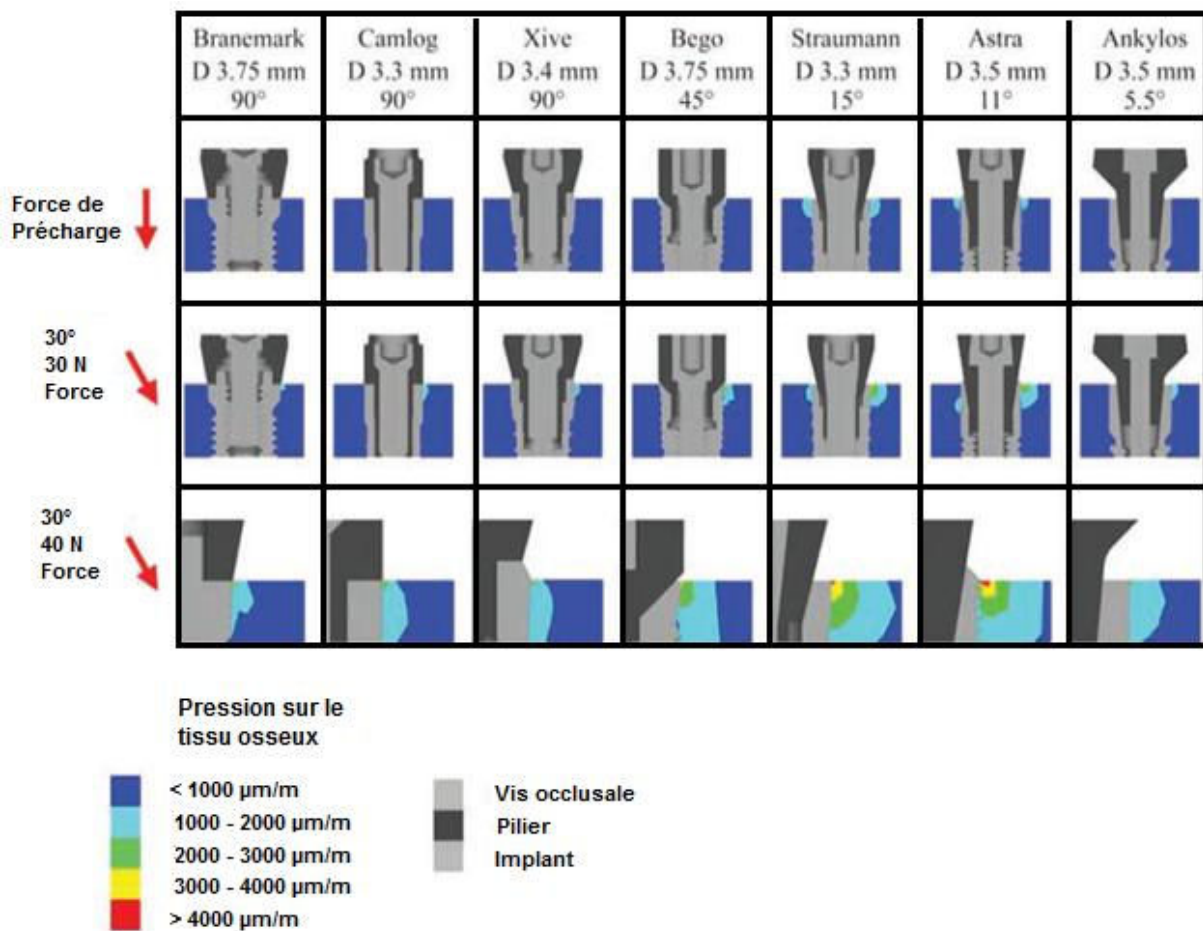 Branemark
D 3.75 mm
90°
Camlog
D 3.3 mm
90°
Xive
D 3.4 mm
90°
Bego
D 3.75 mm
45°
Straumann
D 3.3 mm
15°
Astra
D 3.5 mm
11°
Ankylos
D 3.5 mm
5.5°
Force de
Précharge
30°
30 N
Force
30°
40 N
Force
Pression sur le
tissu osseux
< 1000 µm/m
1000 - 2000 µm/m
2000 - 3000 µm/m
3000 - 4000 µm/m
> 4000 µm/m
Vis occlusale
Pilier
Implant